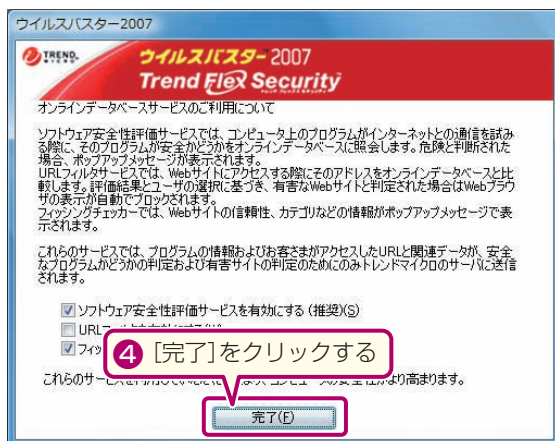 ウイルスバスター2007
TREND
MICRO
ウイルスバスター2007
Trend Flex Security
オンラインデータベースサービスのご利用について
ソフトウェア安全性評価サービスでは、コンピュータ上のプログラムがインターネットとの通信を試み
る際に、そのプログラムが安全かどうかをオンラインデータベースに照会します。危険と判断された
場合、ポップアップメッセージが表示されます。
URLフィルタサービスでは、Webサイトにアクセスする際にそのアドレスをオンラインデータベースと比
較します。評価結果とユーザの選択に基づき、有害なWebサイトと判定された場合はWebブラウ
ザの表示が自動でブロックされます。
フィッシングチェッカーでは、Webサイトの信頼性、カテゴリなどの情報がポップアップメッセージで表
示されます。
これらのサービスでは、プログラムの情報およびお客さまがアクセスしたURLと関連データが、安全
なプログラムかどうかの判定および有害サイトの判定のためにのみトレンドマイクロのサーバに送信
されます。
ソフトウェア安全性評価サービスを有効にする (推奨)(S)
URL
フィッ
4 [完了]をクリックする
これらのサービスを より高まります。
完了(F)